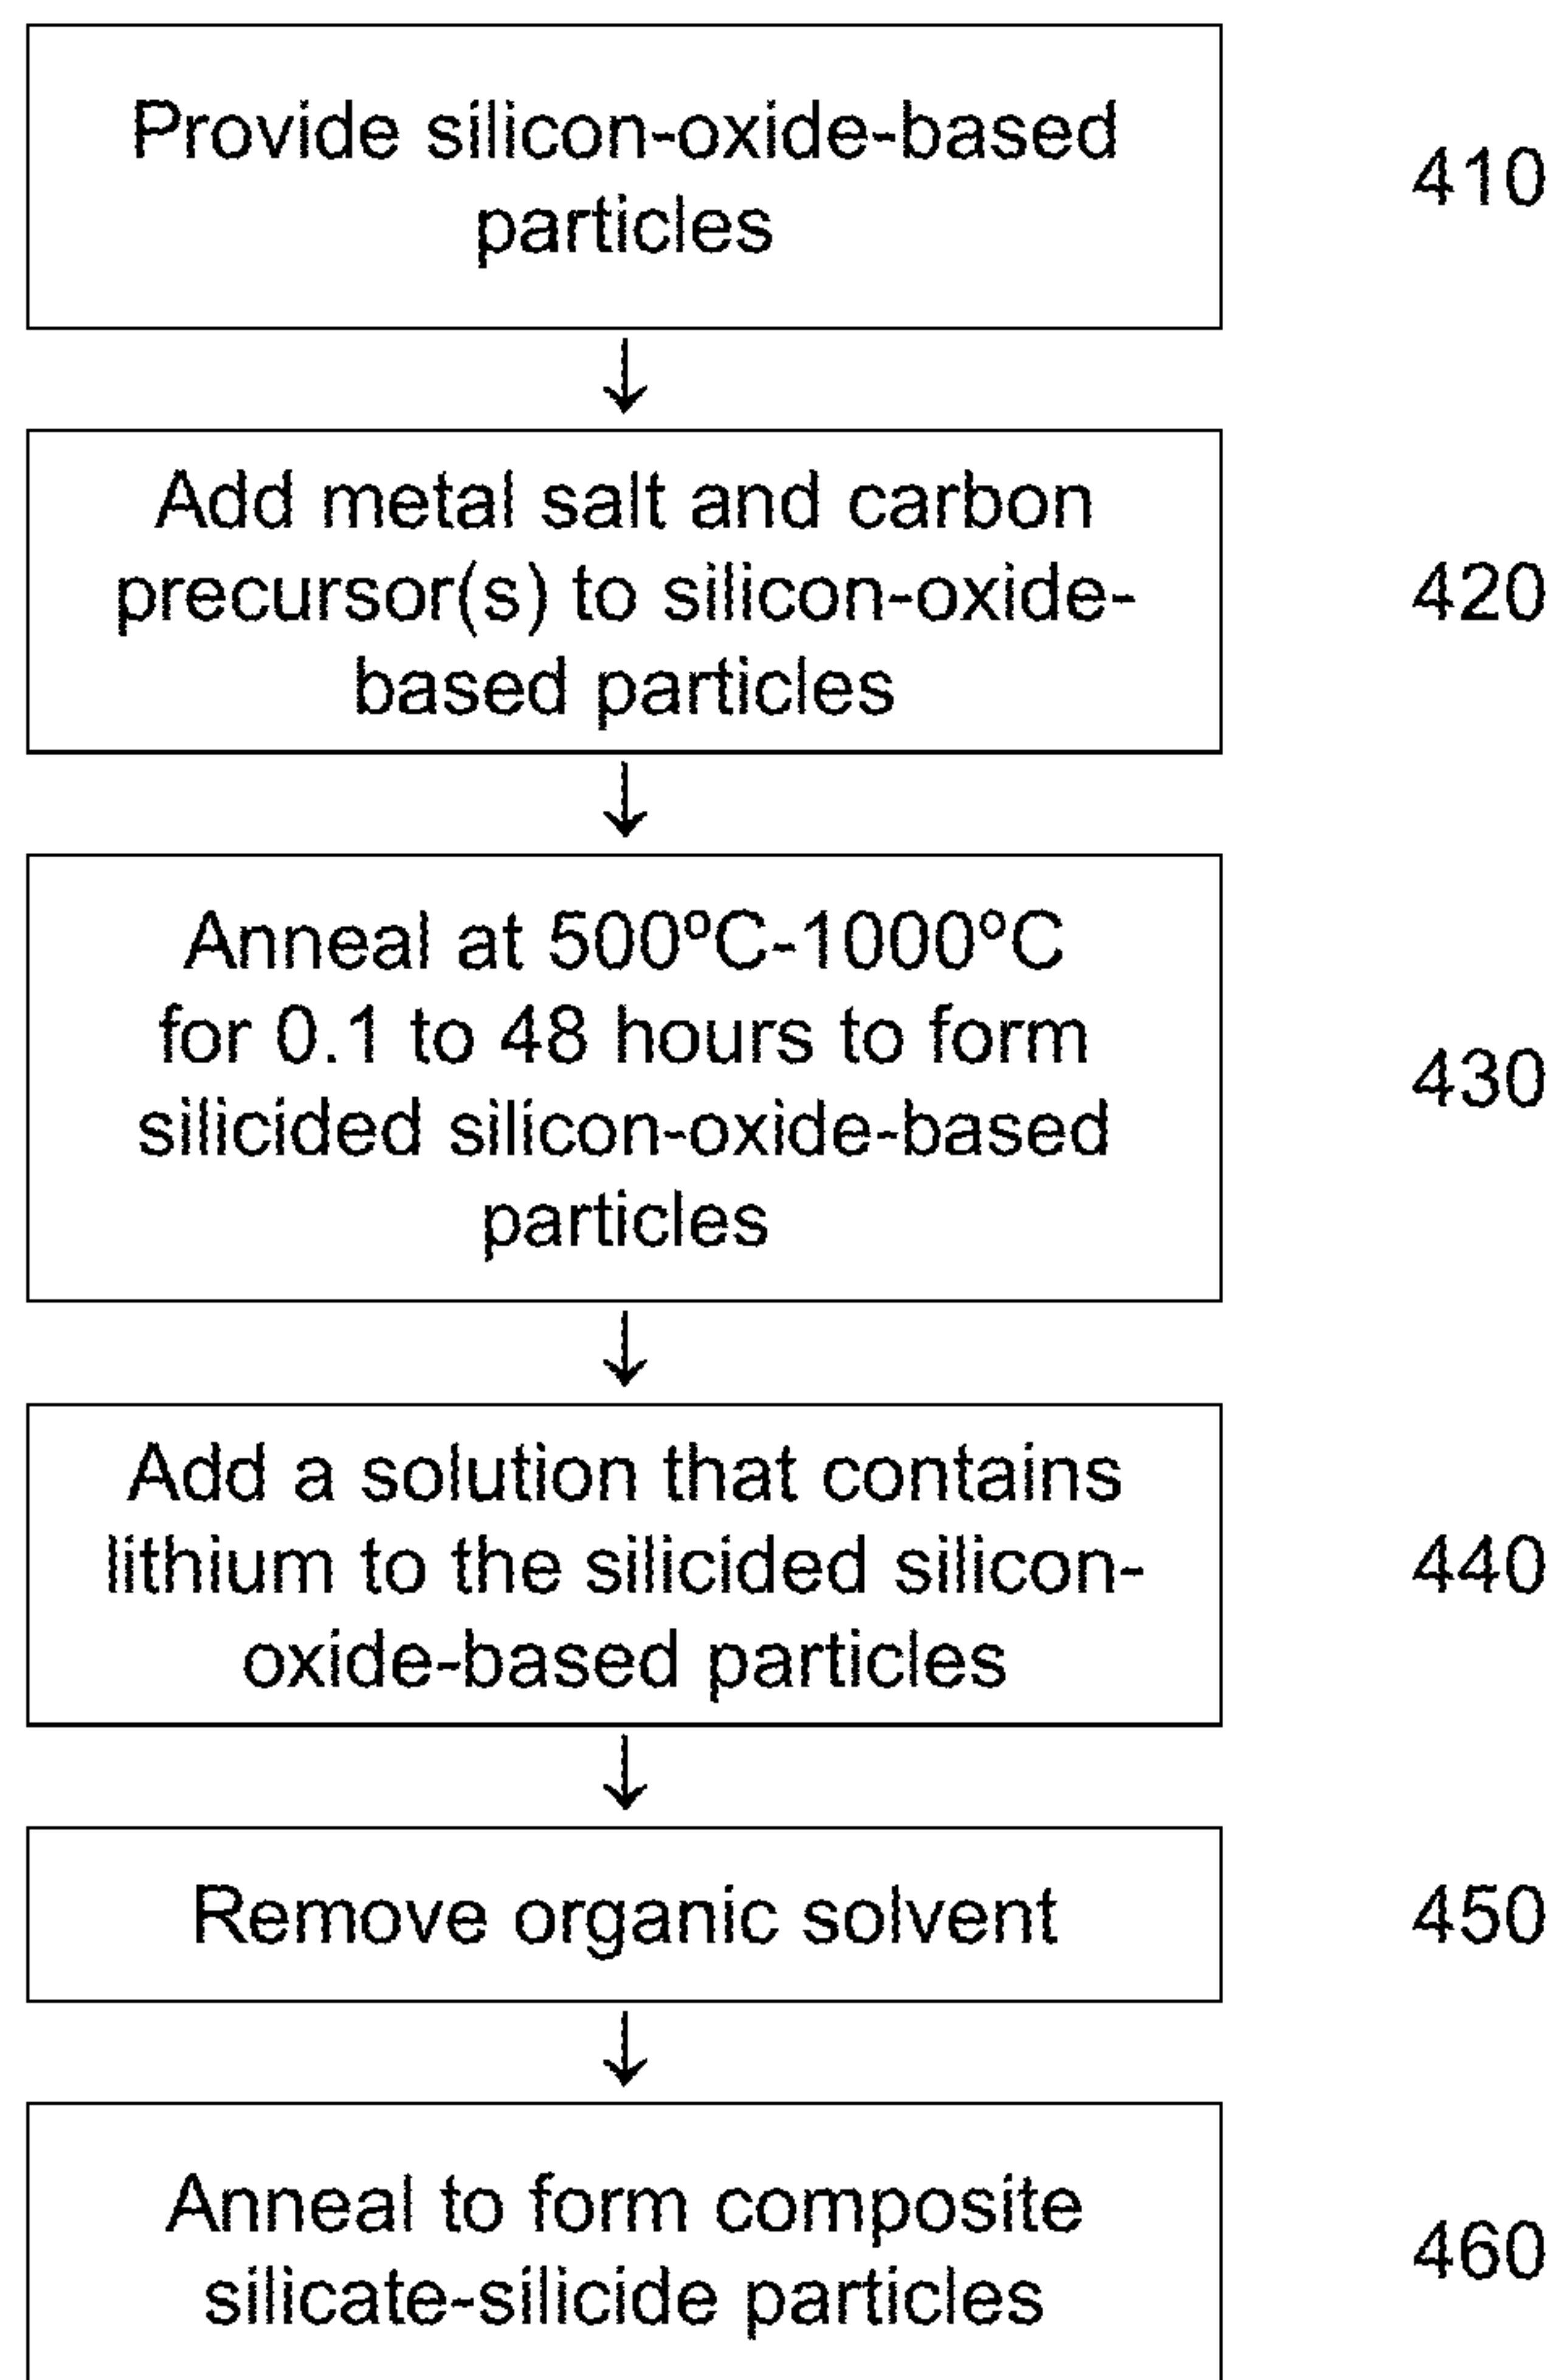 Provide silicon-oxide-based
particles
410
Add metal salt and carbon
precursor(s) to silicon-oxide-
based particles
420
Anneal at 500ºC-1000ºC
for 0.1 to 48 hours to form
silicided silicon-oxide-based
particles
430
Add a solution that contains
lithium to the silicided silicon-
oxide-based particles
440
Remove organic solvent
450
Anneal to form composite
silicate-silicide particles
460